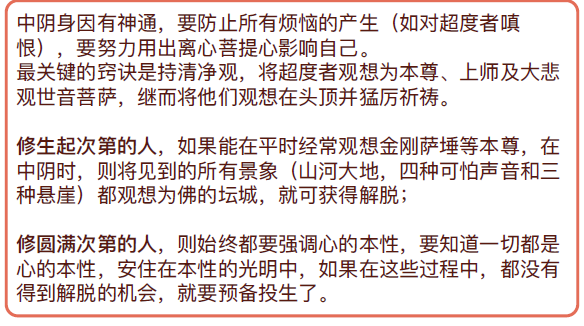 中阴身因有神通，要防止所有烦恼的产生（如对超度者嗔
恨），要努力用出离心菩提心影响自己。
最关键的窍诀是持清净观，将超度者观想为本尊、上师及大悲
观世音菩萨，继而将他们观想在头顶并猛厉祈祷。
修生起次第的人，如果能在平时经常观想金刚萨埵等本尊，在
中阴时，则将见到的所有景象（山河大地，四种可怕声音和三
种悬崖）都观想为佛的坛城，就可获得解脱；
修圆满次第的人，则始终都要强调心的本性，要知道一切都是
心的本性，安住在本性的光明中，如果在这些过程中，都没有
得到解脱的机会，就要预备投生了。